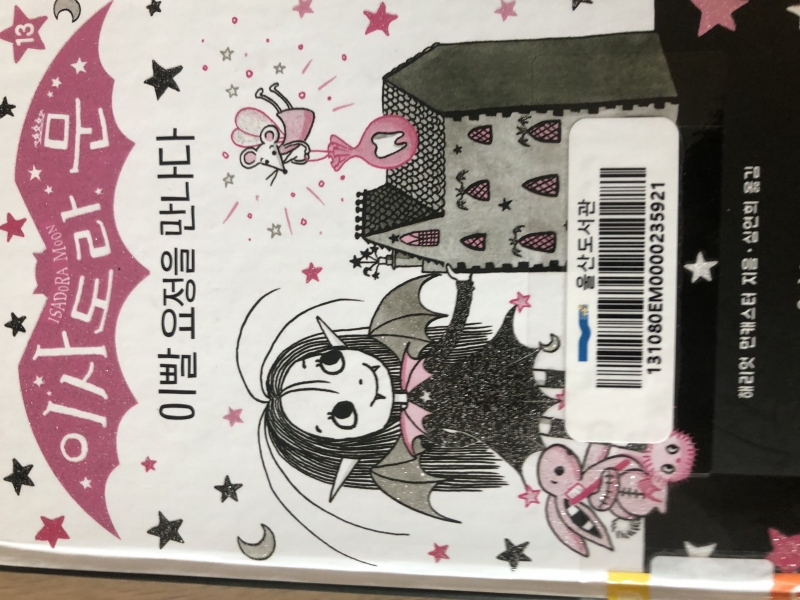 13
이사도라 문
ISADORA MOON
이빨 요정을 만나다
울산도서관
131080EM0000235921
해리엇 먼캐스터 지음 · 심연희 옮김